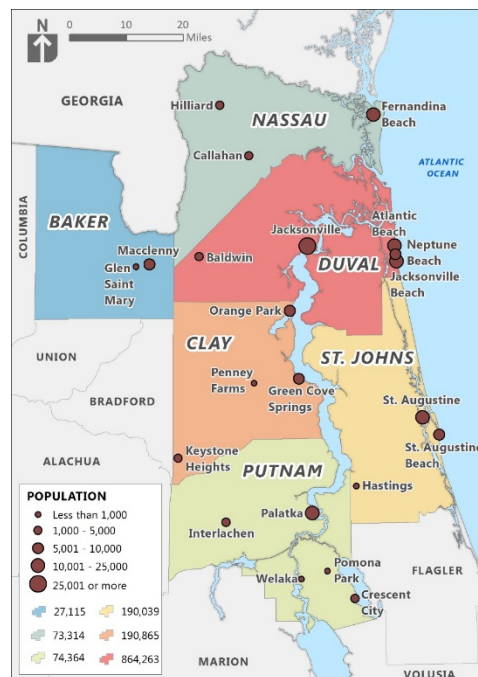 N
0 10 20
Miles
GEORGIA
Hilliard
NASSAU
Fernandina
Beach
Callahan
ATLANTIC
OCEAN
COLUMBIA
BAKER
Macclenny
Glen
Saint
Mary
Baldwin
Jacksonville
DUVAL
Atlantic
Beach
Neptune
Beach
Jacksonville
Beach
Orange Park
UNION
CLAY
ST. JOHNS
Penney
Farms
Green Cove
Springs
BRADFORD
St. Augustine
St. Augustine
Beach
ALACHUA
Keystone
Heights
PUTNAM
Hastings
Palatka
Interlachen
Pomona
Park
Welaka
Crescent
City
FLAGLER
MARION
VOLUSIA
POPULATION
Less than 1,000
1,000 - 5,000
5,001 - 10,000
10,001 - 25,000
25,001 or more
27,115 190,039
73,314 190,865
74,364 864,263